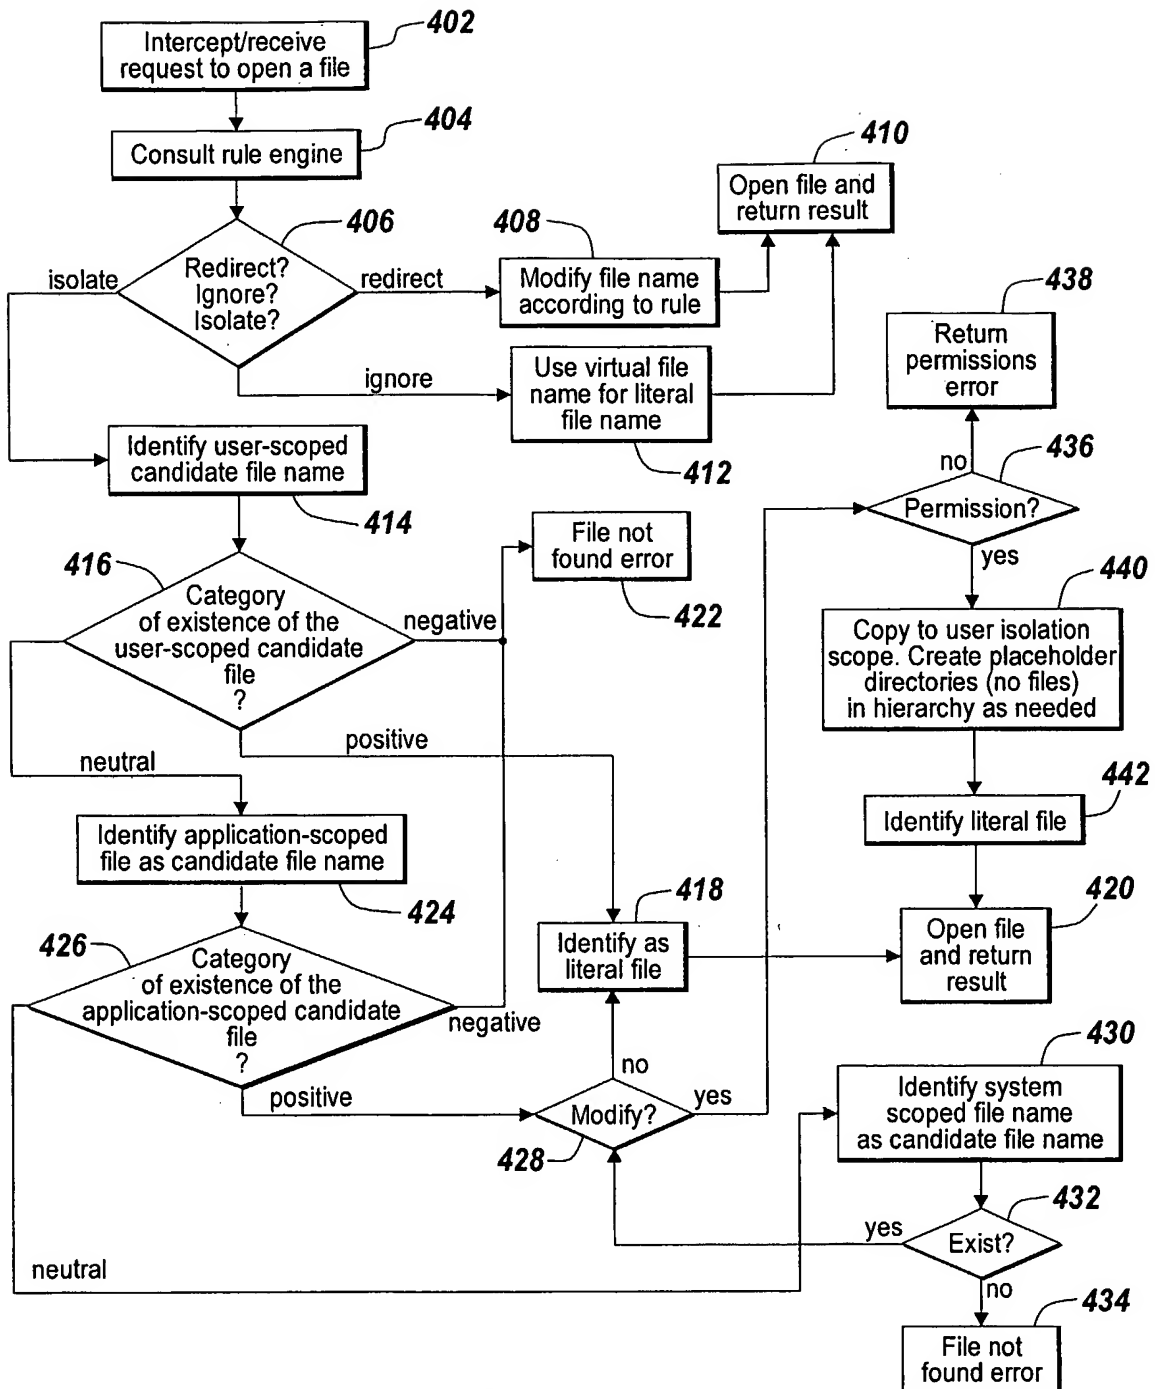 402
Intercept/receive
request to open a file
404
Consult rule engine
410
Open file and
return result
406
Redirect?
Ignore?
Isolate?
isolate
redirect
408
Modify file name
according to rule
ignore
Use virtual file
name for literal
file name
412
438
Return
permissions
error
no
436
Permission?
yes
Identify user-scoped
candidate file name
414
File not
found error
422
416
Category
of existence of the
user-scoped candidate
file
?
negative
positive
neutral
440
Copy to user isolation
scope. Create placeholder
directories (no files)
in hierarchy as needed
442
Identify literal file
Identify application-scoped
file as candidate file name
424
418
Identify as
literal file
420
Open file
and return
result
426
Category
of existence of the
application-scoped candidate
file
?
negative
positive
neutral
no
Modify?
yes
428
430
Identify system
scoped file name
as candidate file name
432
Exist?
yes
no
434
File not
found error